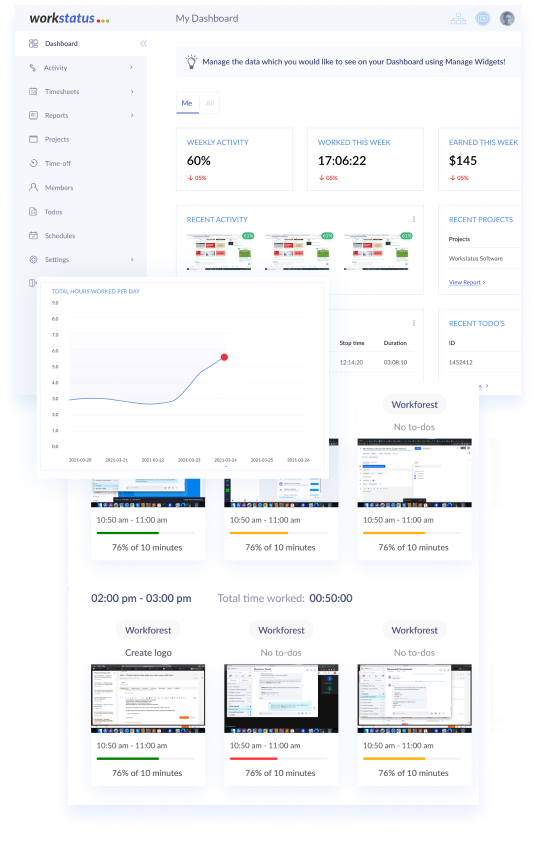 workstatus
My Dashboard
Dashboard
Activity
Timesheets
Reports
Projects
Time-off
Members
Todos
Schedules
Settings
Manage the data which you would like to see on your Dashboard using Manage Widgets!
Me
All
WEEKLY ACTIVITY
60%
05%
WORKED THIS WEEK
17:06:22
05%
EARNED THIS WEEK
$145
05%
RECENT ACTIVITY
61%
61%
61%
RECENT PROJECTS
Projects
Workstatus Software
View Report >
Stop time Duration
12:14:20 03:08:10
RECENT TODO'S
ID
1452412
TOTAL HOURS WORKED PER DAY
9.0
8.0
7.0
6.0
5.0
4.0
3.0
2.0
1.0
0.0
2021-03-20 2021-03-21 2021-03-22 2021-03-23 2021-03-24 2021-03-25 2021-03-26
Workforest
No to-dos
10:50 am - 11:00 am
76% of 10 minutes
10:50 am - 11:00 am
76% of 10 minutes
10:50 am - 11:00 am
76% of 10 minutes
02:00 pm - 03:00 pm Total time worked: 00:50:00
Workforest
Create logo
10:50 am - 11:00 am
76% of 10 minutes
Workforest
No to-dos
10:50 am - 11:00 am
76% of 10 minutes
Workforest
No to-dos
10:50 am - 11:00 am
76% of 10 minutes